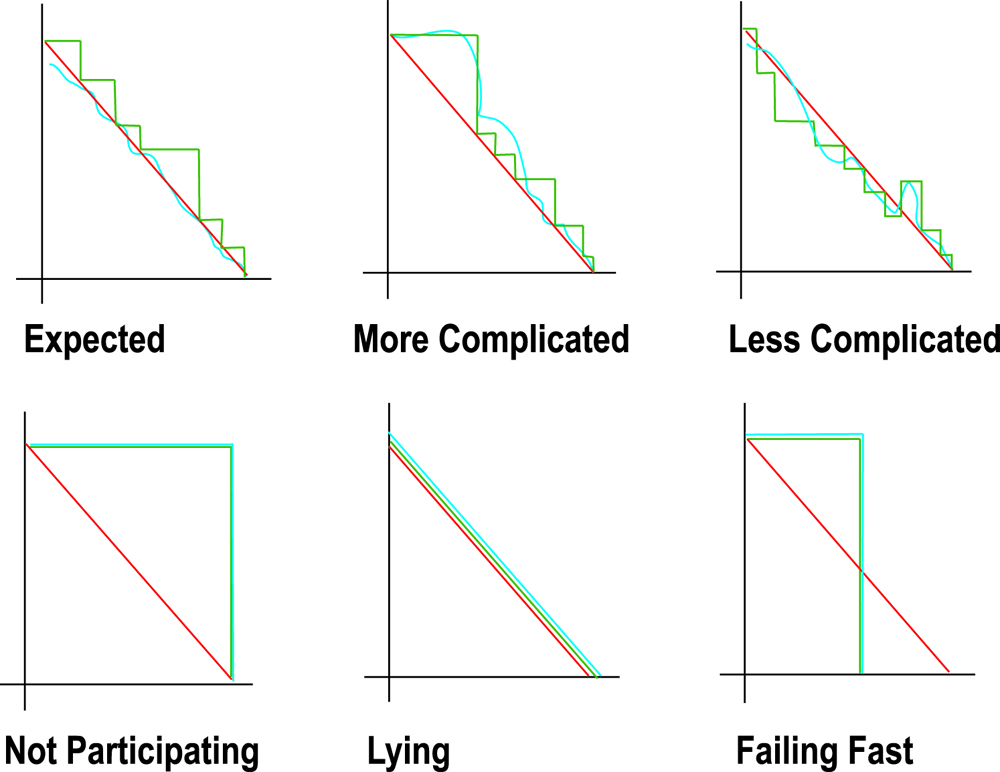 Expected
More Complicated
Less Complicated
Not Participating
Lying
Failing Fast